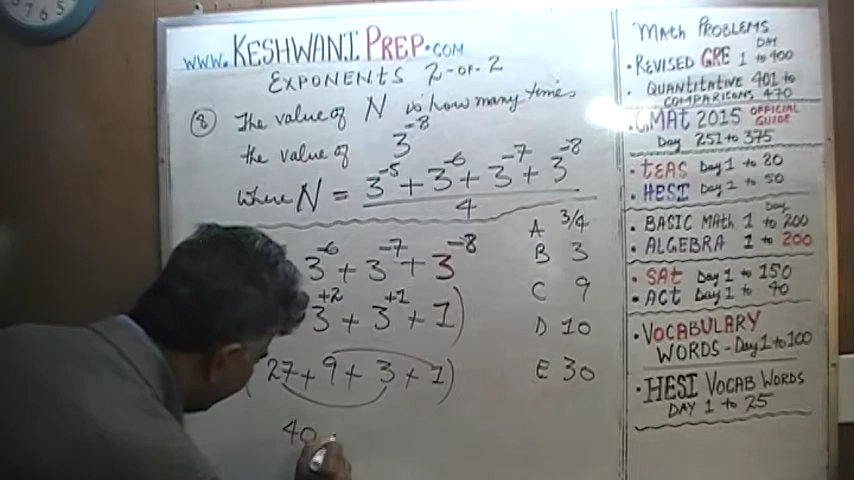 www.KESHWANI PREP.COM
EXPONENTS 2-OF-2
8 The value of N is how many times
the value of 3^-8
where N = (3^-5 + 3^-6 + 3^-7 + 3^-8) / 4
3^-6 + 3^-7 + 3^-8
3^+2 + 3^+1 + 1)
(27 + 9 + 3 + 1)
40
A 3/4
B 3
C 9
D 10
E 30
MATH PROBLEMS
• REVISED GRE DAY 1 to 400
• QUANTITATIVE 401 to
COMPARISONS 470
• GMAT 2015 OFFICIAL GUIDE
Day 251 to 375
• TEAS Day 1 to 80
• HESI Day 1 to 50
• BASIC MATH DAY 1 to 200
• ALGEBRA 1 to 200
• SAT Day 1 to 150
• ACT Day 1 to 40
• VOCABULARY
WORDS - Day 1 to 100
• HESI VOCAB WORDS
DAY 1 to 25
7 6 5